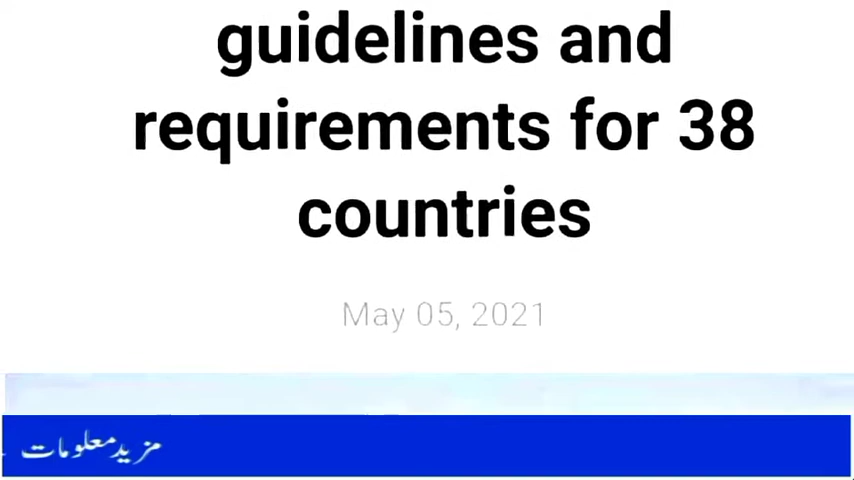 guidelines and
requirements for 38
countries
May 05, 2021
مزید معلومات